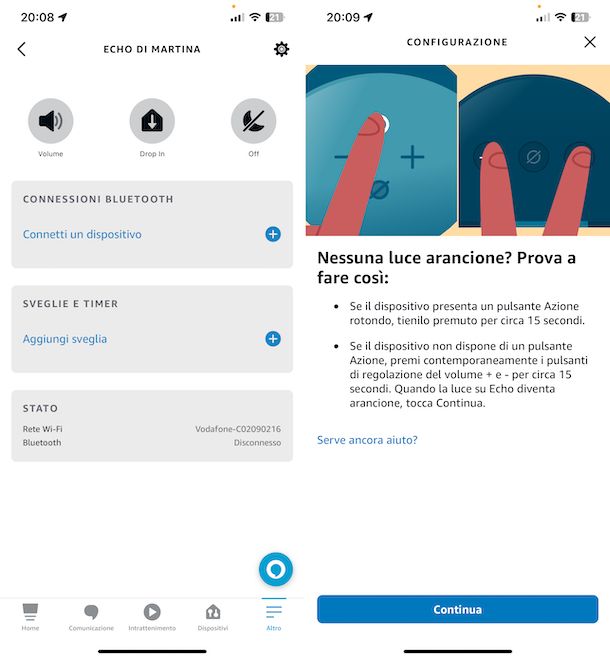 20:08
21
ECHO DI MARTINA
Volume
Drop In
Off
CONNESSIONI BLUETOOTH
Connetti un dispositivo
SVEGLIE E TIMER
Aggiungi sveglia
STATO
Rete Wi-Fi
Vodafone-C02090216
Bluetooth
Disconnesso
Home
Comunicazione
Intrattenimento
Dispositivi
Altro
20:09
21
CONFIGURAZIONE
Nessuna luce arancione? Prova a
fare così:
• Se il dispositivo presenta un pulsante Azione
rotondo, tienilo premuto per circa 15 secondi.
• Se il dispositivo non dispone di un pulsante
Azione, premi contemporaneamente i pulsanti
di regolazione del volume + e - per circa 15
secondi. Quando la luce su Echo diventa
arancione, tocca Continua.
Serve ancora aiuto?
Continua